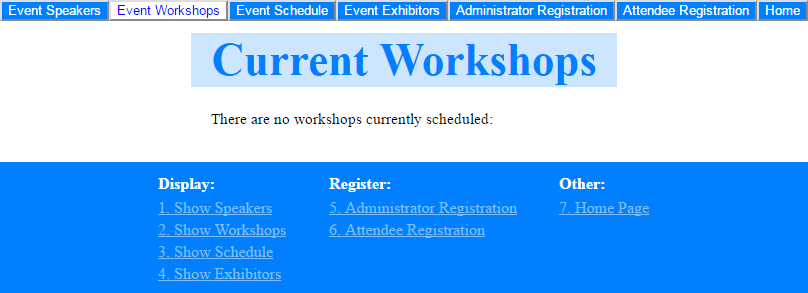 Event Speakers Event Workshops Event Schedule Event Exhibitors Administrator Registration Attendee Registration Home
Current Workshops
There are no workshops currently scheduled:
Display: Register: Other:
1. Show Speakers 5. Administrator Registration 7. Home Page
2. Show Workshops 6. Attendee Registration
3. Show Schedule
4. Show Exhibitors